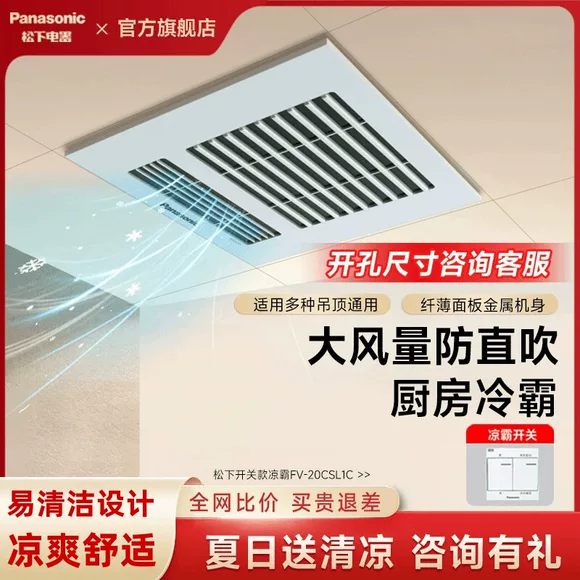 Panasonic
松下电器
× 官方旗舰店
Panasonic
开孔尺寸咨询客服
适用多种吊顶通用
纤薄面板金属机身
大风量防直吹
厨房冷霸
凉霸开关
Panasonic
松下开关款凉霸FV-20CSL1C >>
易清洁设计
凉爽舒适
全网比价 买贵退差
夏日送清凉 咨询有礼